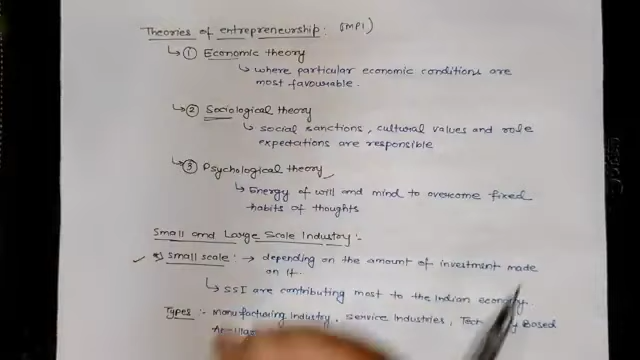 Theories of entrepreneurship: (IMP1)
① Economic theory
where particular economic conditions are
most favourable.
② Sociological theory
social sanctions, cultural values and role
expectations are responsible
③ Psychological theory
Energy of will and mind to overcome fixed
habits of thoughts
Small and Large Scale Industry:-
Small scale: → depending on the amount of investment made
on it.
SSI are contributing most to the Indian economy.
Types :- Manufacturing Industry, Service Industries, Based